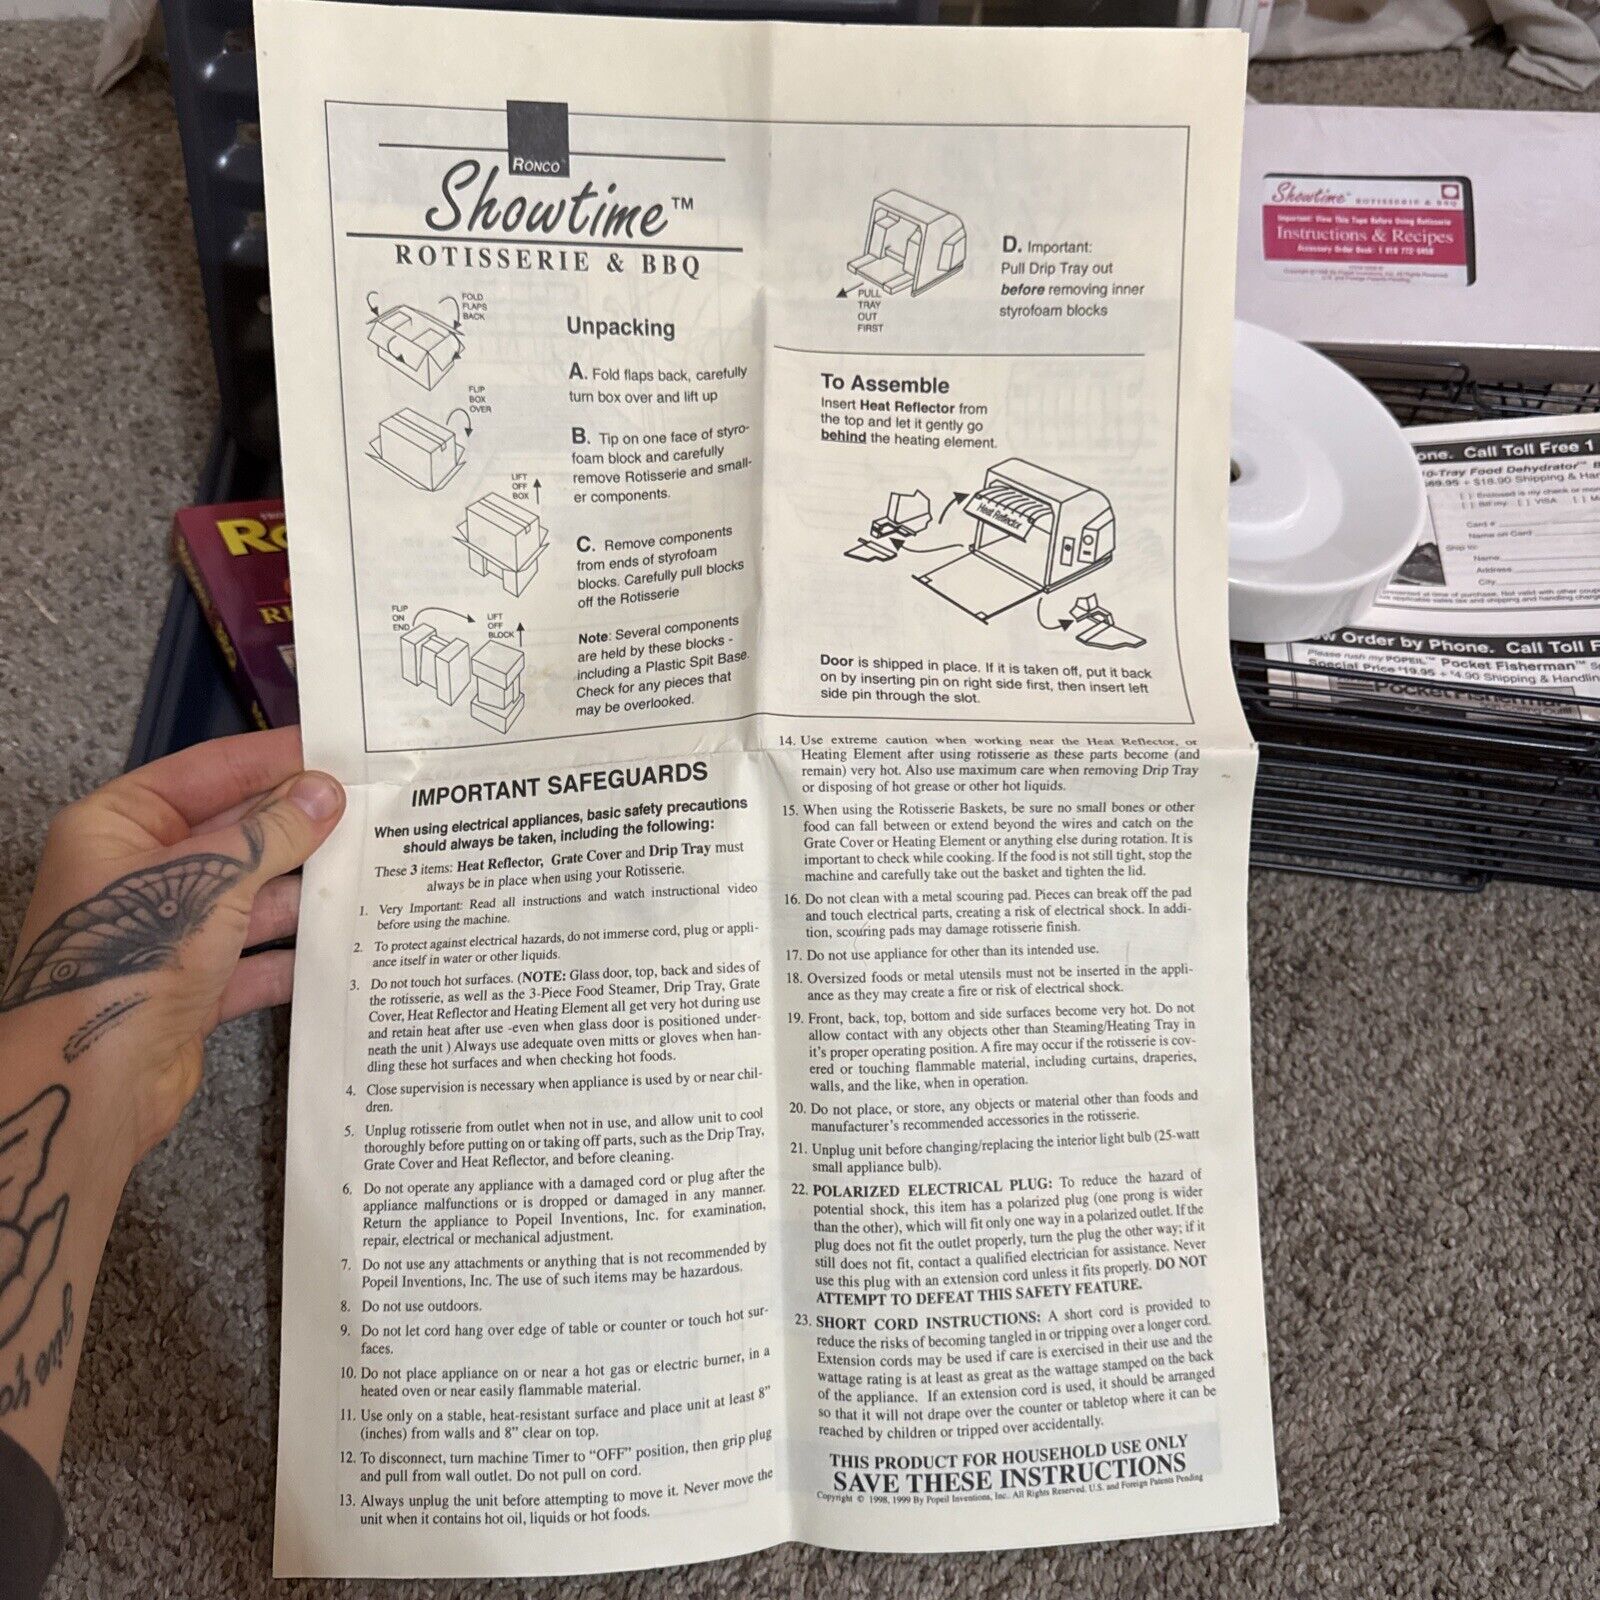 RONCO
Showtime™
ROTISSERIE & BBQ
FOLD
FLAPS
BACK
FLIP
BOX
OVER
LIFT
OFF
BOX
FLIP
ON
END
LIFT
OFF
BLOCK
Unpacking
A. Fold flaps back, carefully
turn box over and lift up
B. Tip on one face of styro-
foam block and carefully
remove Rotisserie and small-
er components.
C. Remove components
from ends of styrofoam
blocks. Carefully pull blocks
off the Rotisserie
Note: Several components
are held by these blocks -
including a Plastic Spit Base.
Check for any pieces that
may be overlooked.
PULL
TRAY
OUT
FIRST
D. Important:
Pull Drip Tray out
before removing inner
styrofoam blocks
To Assemble
Insert Heat Reflector from
the top and let it gently go
behind the heating element.
Heat Reflector
Door is shipped in place. If it is taken off, put it back
on by inserting pin on right side first, then insert left
side pin through the slot.
IMPORTANT SAFEGUARDS
When using electrical appliances, basic safety precautions
should always be taken, including the following:
These 3 items: Heat Reflector, Grate Cover and Drip Tray must
always be in place when using your Rotisserie.
1. Very Important: Read all instructions and watch instructional video
before using the machine.
2. To protect against electrical hazards, do not immerse cord, plug or appli-
ance itself in water or other liquids.
3. Do not touch hot surfaces. (NOTE: Glass door, top, back and sides of
the rotisserie, as well as the 3-Piece Food Steamer, Drip Tray, Grate
Cover, Heat Reflector and Heating Element all get very hot during use
and retain heat after use -even when glass door is positioned under-
neath the unit ) Always use adequate oven mitts or gloves when han-
dling these hot surfaces and when checking hot foods.
4. Close supervision is necessary when appliance is used by or near chil-
dren.
5. Unplug rotisserie from outlet when not in use, and allow unit to cool
thoroughly before putting on or taking off parts, such as the Drip Tray,
Grate Cover and Heat Reflector, and before cleaning.
6. Do not operate any appliance with a damaged cord or plug after the
appliance malfunctions or is dropped or damaged in any manner.
Return the appliance to Popeil Inventions, Inc. for examination,
repair, electrical or mechanical adjustment.
7. Do not use any attachments or anything that is not recommended by
Popeil Inventions, Inc. The use of such items may be hazardous.
8. Do not use outdoors.
9. Do not let cord hang over edge of table or counter or touch hot sur-
faces.
10. Do not place appliance on or near a hot gas or electric burner, in a
heated oven or near easily flammable material.
11. Use only on a stable, heat-resistant surface and place unit at least 8"
(inches) from walls and 8" clear on top.
12. To disconnect, turn machine Timer to "OFF" position, then grip plug
and pull from wall outlet. Do not pull on cord.
13. Always unplug the unit before attempting to move it. Never move the
unit when it contains hot oil, liquids or hot foods.
14. Use extreme caution when working near the Heat Reflector, or
Heating Element after using rotisserie as these parts become (and
remain) very hot. Also use maximum care when removing Drip Tray
or disposing of hot grease or other hot liquids.
15. When using the Rotisserie Baskets, be sure no small bones or other
food can fall between or extend beyond the wires and catch on the
Grate Cover or Heating Element or anything else during rotation. It is
important to check while cooking. If the food is not still tight, stop the
machine and carefully take out the basket and tighten the lid.
16. Do not clean with a metal scouring pad. Pieces can break off the pad
and touch electrical parts, creating a risk of electrical shock. In addi-
tion, scouring pads may damage rotisserie finish.
17. Do not use appliance for other than its intended use.
18. Oversized foods or metal utensils must not be inserted in the appli-
ance as they may create a fire or risk of electrical shock.
19. Front, back, top, bottom and side surfaces become very hot. Do not
allow contact with any objects other than Steaming/Heating Tray in
it's proper operating position. A fire may occur if the rotisserie is cov-
ered or touching flammable material, including curtains, draperies,
walls, and the like, when in operation.
20. Do not place, or store, any objects or material other than foods and
manufacturer's recommended accessories in the rotisserie.
21. Unplug unit before changing/replacing the interior light bulb (25-watt
small appliance bulb).
22. POLARIZED ELECTRICAL PLUG: To reduce the hazard of
potential shock, this item has a polarized plug (one prong is wider
than the other), which will fit only one way in a polarized outlet. If the
plug does not fit the outlet properly, turn the plug the other way; if it
still does not fit, contact a qualified electrician for assistance. Never
use this plug with an extension cord unless it fits properly. DO NOT
ATTEMPT TO DEFEAT THIS SAFETY FEATURE.
23. SHORT CORD INSTRUCTIONS: A short cord is provided to
reduce the risks of becoming tangled in or tripping over a longer cord.
Extension cords may be used if care is exercised in their use and the
wattage rating is at least as great as the wattage stamped on the back
of the appliance. If an extension cord is used, it should be arranged
so that it will not drape over the counter or tabletop where it can be
reached by children or tripped over accidentally.
THIS PRODUCT FOR HOUSEHOLD USE ONLY
SAVE THESE INSTRUCTIONS
Copyright © 1998, 1999 By Popeil Inventions, Inc. All Rights Reserved. U.S. and Foreign Patents Pending
Showtime™ ROTISSERIE & BBQ
Important: View This Tape Before Using Rotisserie
Instructions & Recipes
Accessory Order Desk: 1 818 772-6458
one. Call Toll Free 1
Tray Food Dehydrator™
+ $18.00 Shipping &
VISA
Card #
Name on Card
Ship to:
Name
Address
City
Order by Phone. Call Toll F
Please rush my POPEIL™ Pocket Fisherman™
Special Price $19.95 + $4.90 Shipping &
Pocket Fisherman